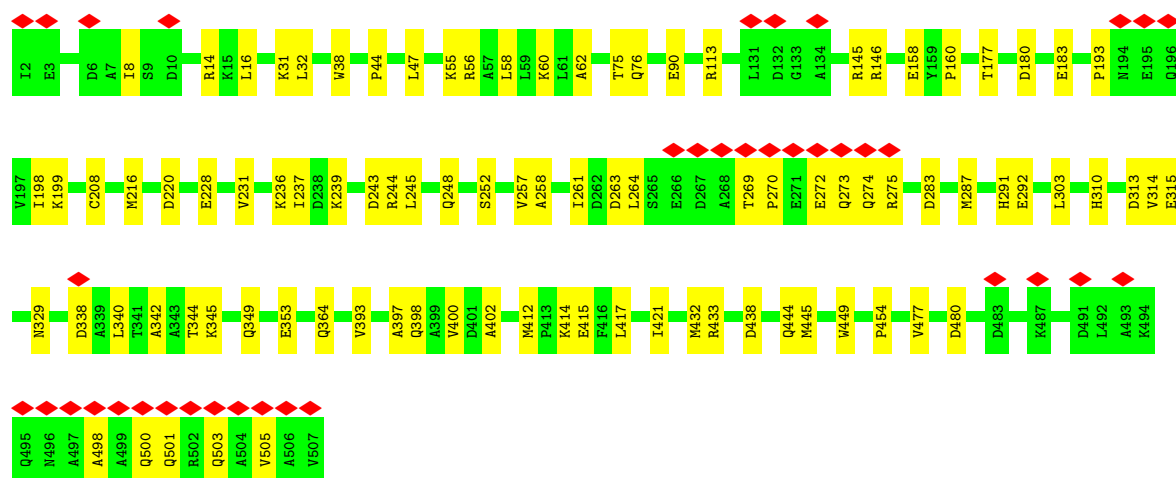 I2 E3 D6 A7 I8 S9 D10 R14 K15 L16 K31 L32 W38 P44 L47 K55 R56 A57 L58 L59 K60 L61 A62 T75 Q76 E90 R113 L131 D132 G133 A134 R145 R146 E158 Y159 P160 T177 D180 E183 P193 N194 E195 Q196
V197 I198 K199 C208 M216 D220 E228 V231 K236 I237 D238 K239 D243 R244 L245 Q248 S252 V257 A258 I261 D262 D263 L264 S265 E266 D267 A268 T269 P270 E271 E272 Q273 Q274 R275 D283 M287 H291 E292 L303 H310 D313 V314 E315
N329 D338 A339 L340 T341 A342 A343 T344 K345 Q349 E353 Q364 V393 A397 Q398 A399 V400 D401 A402 M412 P413 K414 E415 F416 L417 I421 M432 R433 D438 Q444 M445 W449 P454 V477 D480 D483 K487 D491 L492 A493 K494
Q495 N496 A497 A498 A499 Q500 Q501 R502 Q503 A504 V505 A506 V507